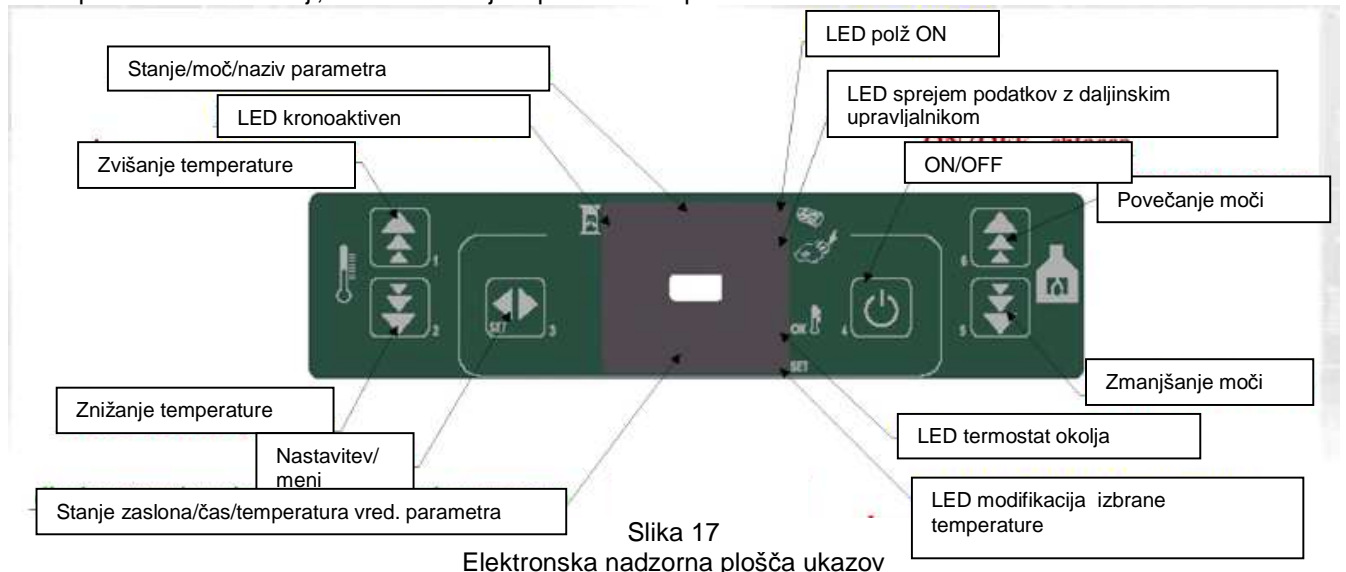 LED polž ON
Stanje/moč/naziv parametra
LED sprejem podatkov z daljinskim
upravljalnikom
LED kronoaktiven
Zvišanje temperature
ON/OFF
Povečanje moči
1
6
SET
3
4
2
OK
5
SET
Zmanjšanje moči
Znižanje temperature
LED termostat okolja
Nastavitev/
meni
LED modifikacija izbrane
temperature
Stanje zaslona/čas/temperatura vred. parametra
Slika 17
Elektronska nadzorna plošča ukazov